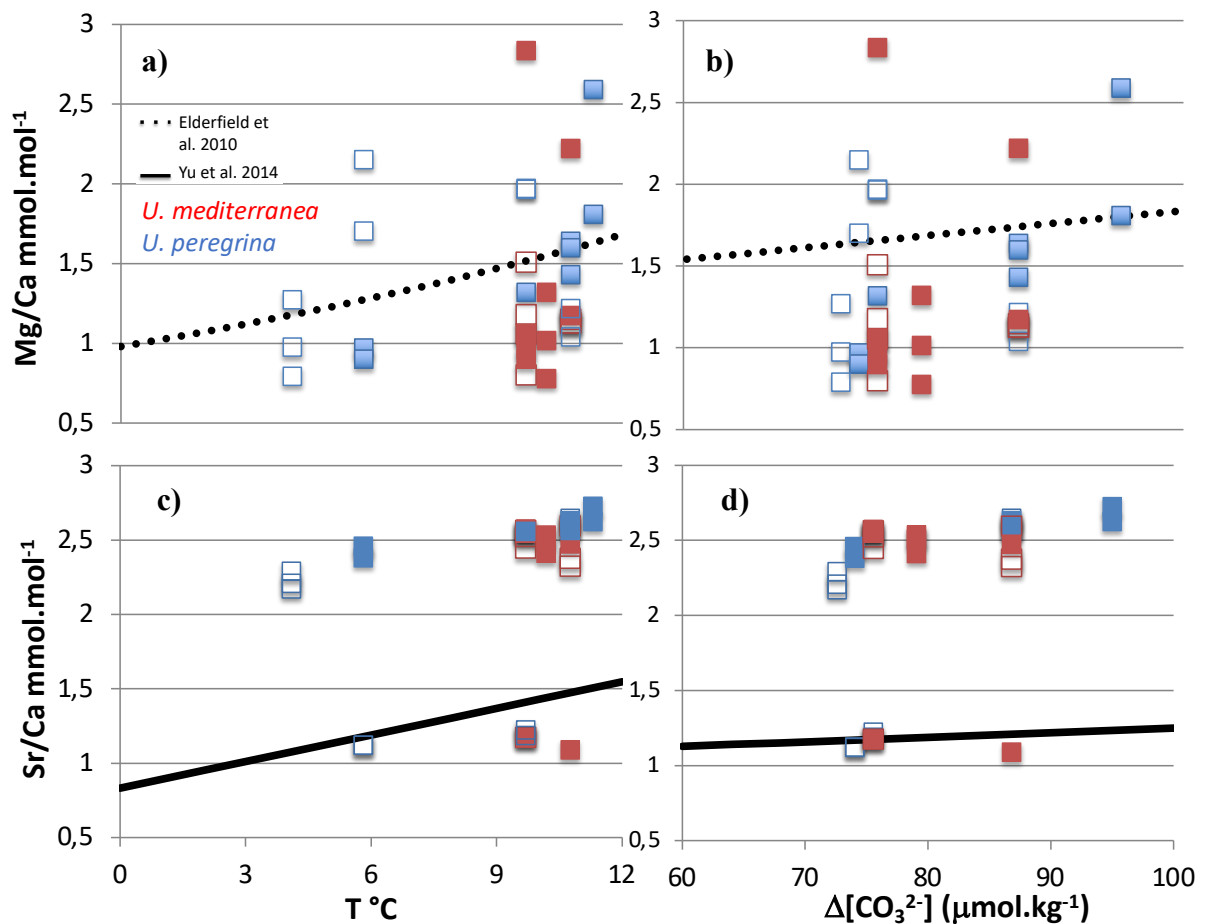 a)
b)
Mg/Ca mmol.mol⁻¹
3
2,5
2
1,5
1
0,5
Elderfield et
al. 2010
Yu et al. 2014
U. mediterranea
U. peregrina
3
2,5
2
1,5
1
0,5
c)
d)
Sr/Ca mmol.mol⁻¹
3
2,5
2
1,5
1
0,5
3
2,5
2
1,5
1
0,5
0 3 6 9 12
60 70 80 90 100
T °C
Δ[CO₃²⁻] (μmol.kg⁻¹)